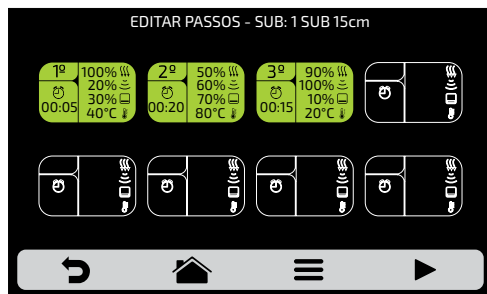 EDITAR PASSOS - SUB: 1 SUB 15cm
1º 100%
20%
00:05 30%
40°C
2º 50%
60%
00:20 70%
80°C
3º 90%
100%
00:15 10%
20°C